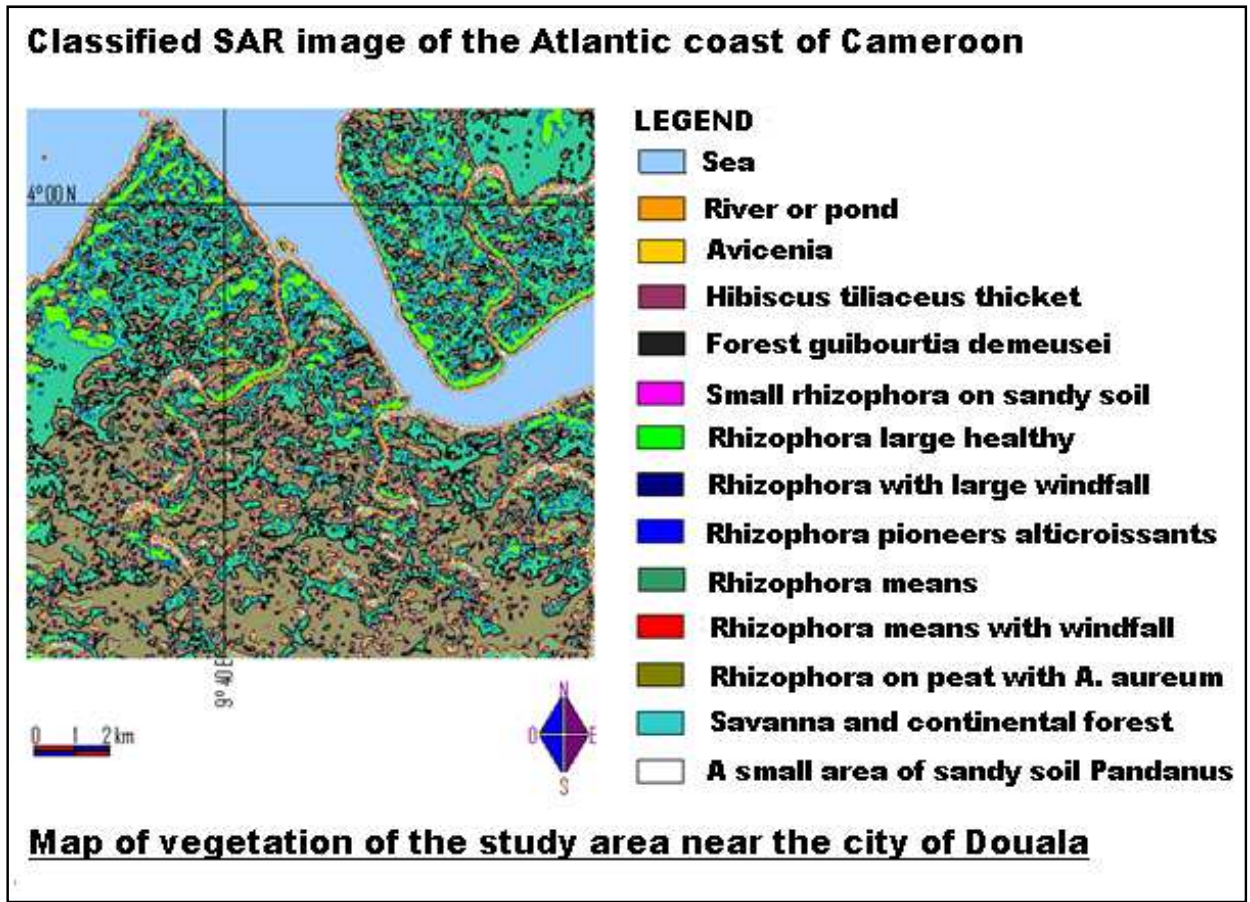 Classified SAR image of the Atlantic coast of Cameroon
4° 00 N
9° 40 E
0 1 2 km
N
O E
S
LEGEND
Sea
River or pond
Avicenia
Hibiscus tiliaceus thicket
Forest guibourtia demeusei
Small rhizophora on sandy soil
Rhizophora large healthy
Rhizophora with large windfall
Rhizophora pioneers alticroissants
Rhizophora means
Rhizophora means with windfall
Rhizophora on peat with A. aureum
Savanna and continental forest
A small area of sandy soil Pandanus
Map of vegetation of the study area near the city of Douala